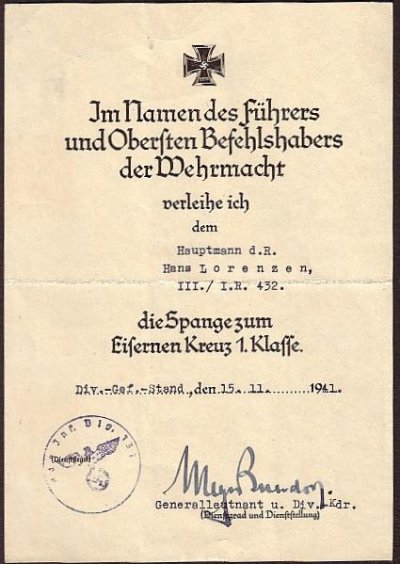 Im Namen des Führers
und Obersten Befehlshabers
der Wehrmacht
verleihe ich
dem
Hauptmann d.R.
Hans Lorenzen,
III./ I.R. 432.
die Spange zum
Eisernen Kreuz 1. Klasse.
Div.-Gef.-Stand., den 15. 11. 1941.
(Dienstsiegel)
Generalleutnant u. Div.-Kdr.
(Dienstgrad und Dienststellung)